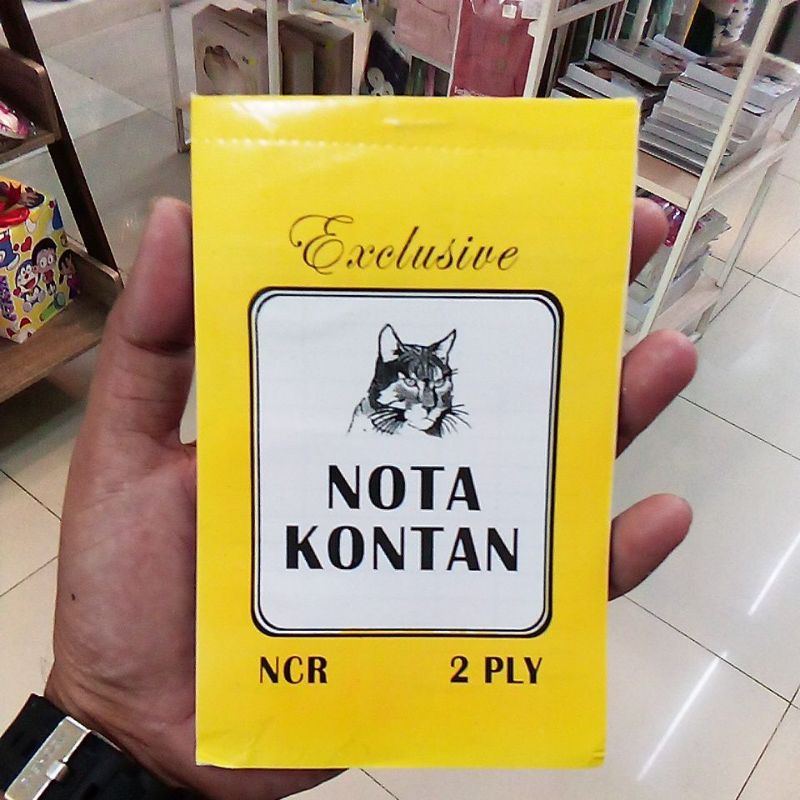 Exclusive
NOTA
KONTAN
NCR 2 PLY